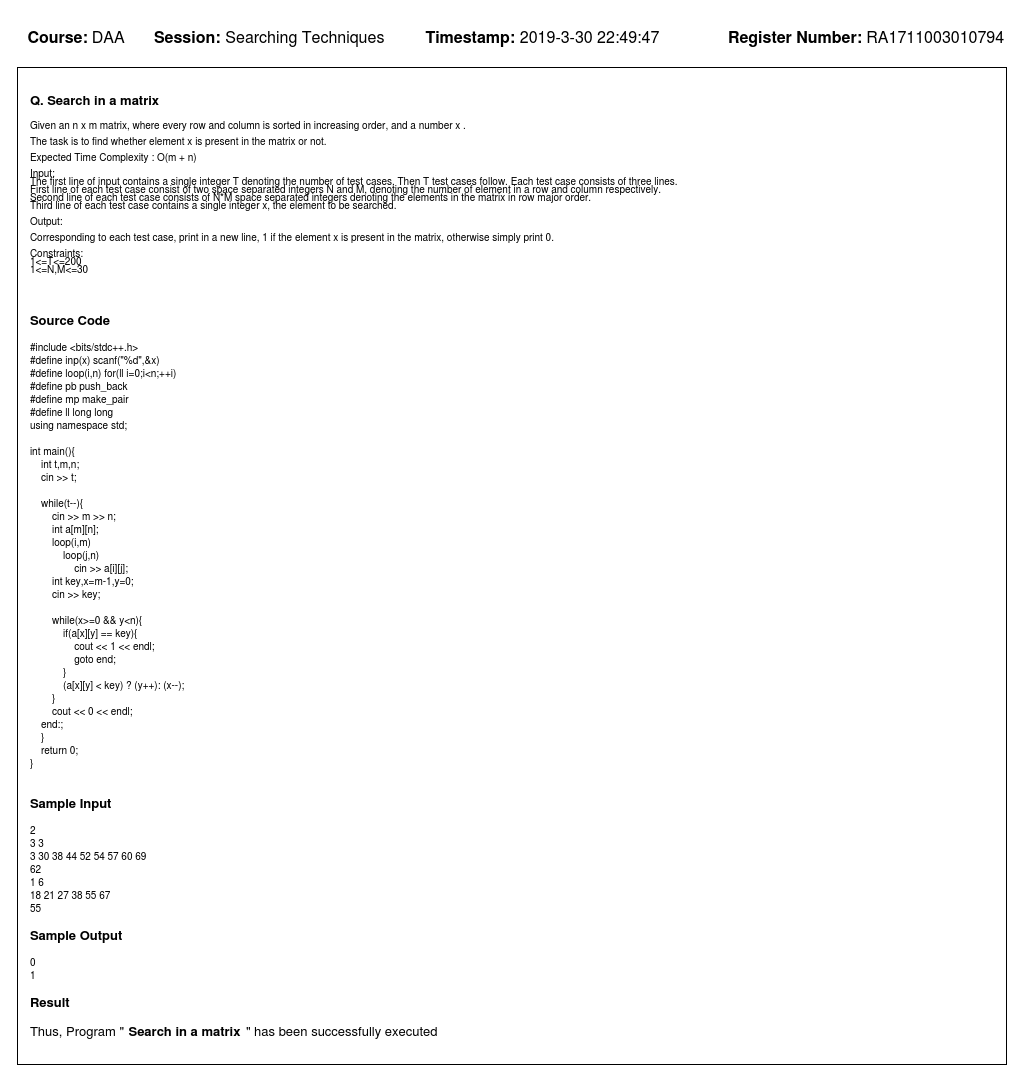 Course: DAA Session: Searching Techniques Timestamp: 2019-3-30 22:49:47 Register Number: RA1711003010794
Q. Search in a matrix
Given an n x m matrix, where every row and column is sorted in increasing order, and a number x .
The task is to find whether element x is present in the matrix or not.
Expected Time Complexity : O(m + n)
Input:
The first line of input contains a single integer T denoting the number of test cases. Then T test cases follow. Each test case consists of three lines.
First line of each test case consist of two space separated integers N and M, denoting the number of element in a row and column respectively.
Second line of each test case consists of N*M space separated integers denoting the elements in the matrix in row major order.
Third line of each test case contains a single integer x, the element to be searched.
Output:
Corresponding to each test case, print in a new line, 1 if the element x is present in the matrix, otherwise simply print 0.
Constraints:
1<=T<=200
1<=N,M<=30
Source Code
#include <bits/stdc++.h>
#define inp(x) scanf("%d",&x)
#define loop(i,n) for(ll i=0;i<n;++i)
#define pb push_back
#define mp make_pair
#define ll long long
using namespace std;
int main(){
int t,m,n;
cin >> t;
while(t--){
cin >> m >> n;
int a[m][n];
loop(i,m)
loop(j,n)
cin >> a[i][j];
int key,x=m-1,y=0;
cin >> key;
while(x>=0 && y<n){
if(a[x][y] == key){
cout << 1 << endl;
goto end;
}
(a[x][y] < key) ? (y++): (x--);
}
cout << 0 << endl;
end:;
}
return 0;
}
Sample Input
2
3 3
3 30 38 44 52 54 57 60 69
62
1 6
18 21 27 38 55 67
55
Sample Output
0
1
Result
Thus, Program " Search in a matrix " has been successfully executed